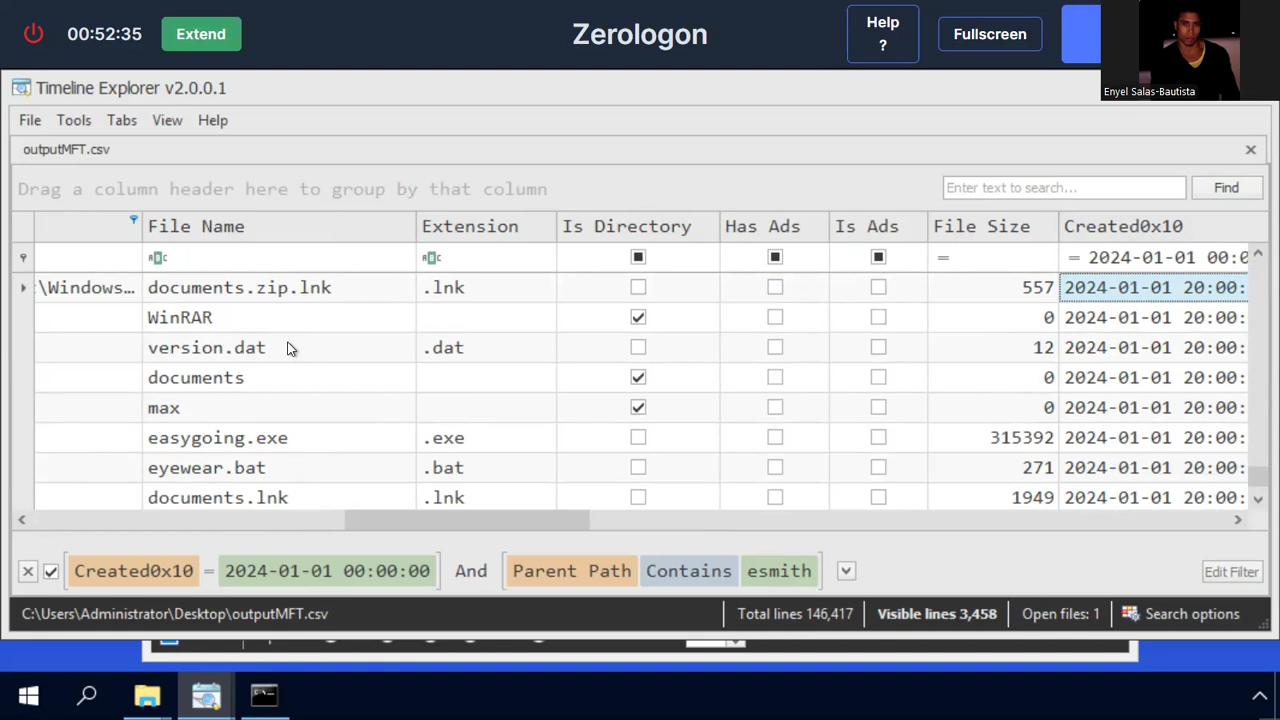 00:52:35
Extend
Zerologon
Help
?
Fullscreen
Enyel Salas-Bautista
Timeline Explorer v2.0.0.1
File Tools Tabs View Help
outputMFT.csv
Drag a column header here to group by that column
Enter text to search...
Find
File Name Extension Is Directory Has Ads Is Ads File Size Created0x10
= = 2024-01-01 00:0
:\Windows... documents.zip.lnk .lnk 557 2024-01-01 20:00:
WinRAR 0 2024-01-01 20:00:
version.dat .dat 12 2024-01-01 20:00:
documents 0 2024-01-01 20:00:
max 0 2024-01-01 20:00:
easygoing.exe .exe 315392 2024-01-01 20:00:
eyewear.bat .bat 271 2024-01-01 20:00:
documents.lnk .lnk 1949 2024-01-01 20:00:
Created0x10 = 2024-01-01 00:00:00 And Parent Path Contains esmith
Edit Filter
C:\Users\Administrator\Desktop\outputMFT.csv Total lines 146,417 Visible lines 3,458 Open files: 1 Search options